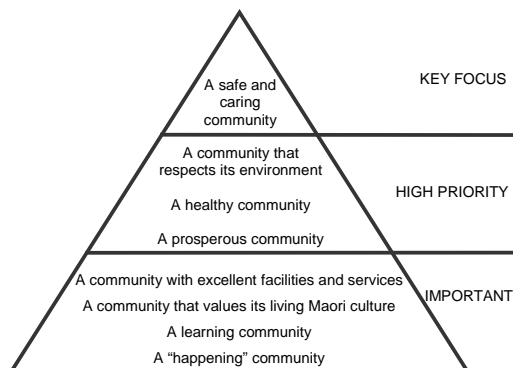 A safe and
caring
community
KEY FOCUS
A community that
respects its environment
A healthy community
A prosperous community
HIGH PRIORITY
A community with excellent facilities and services
A community that values its living Maori culture
A learning community
A “happening” community
IMPORTANT